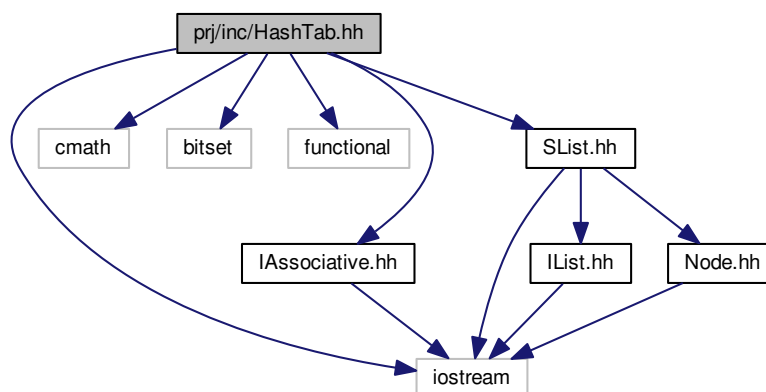 prj/inc/HashTab.hh
cmath
bitset
functional
SList.hh
IAssociative.hh
IList.hh
Node.hh
iostream